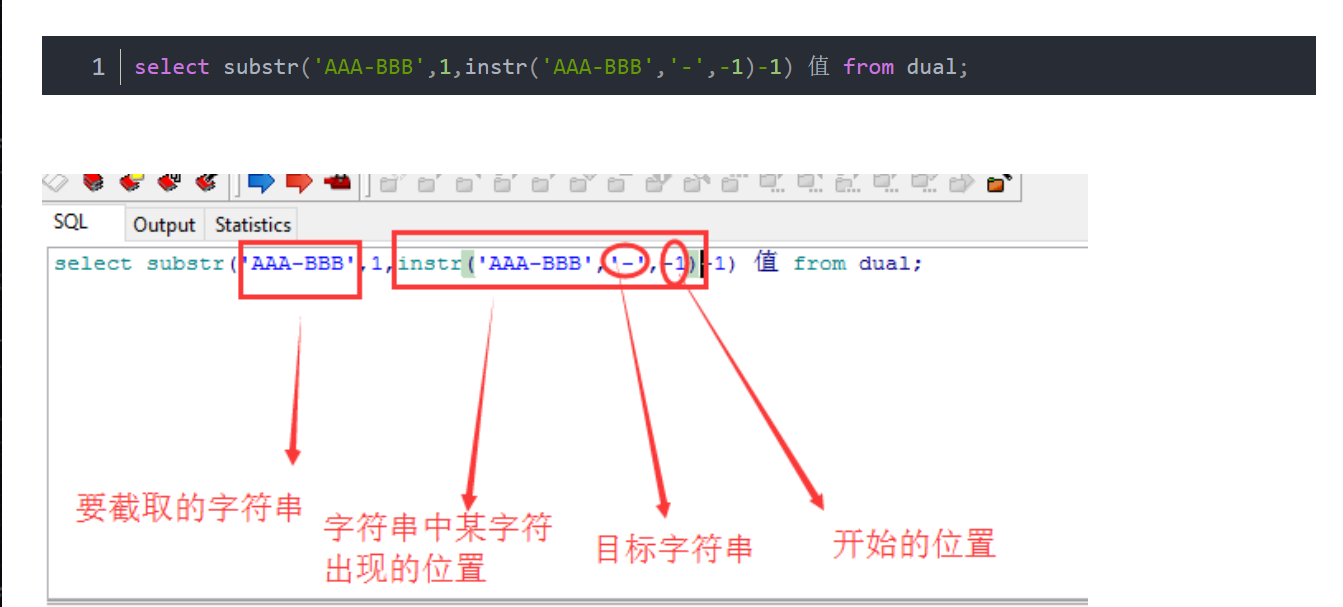 1 select substr('AAA-BBB',1,instr('AAA-BBB','-',-1)-1) 值 from dual;
SQL Output Statistics
select substr('AAA-BBB',1,instr('AAA-BBB','-',-1)-1) 值 from dual;
要截取的字符串
字符串中某字符
出现的位置
目标字符串
开始的位置